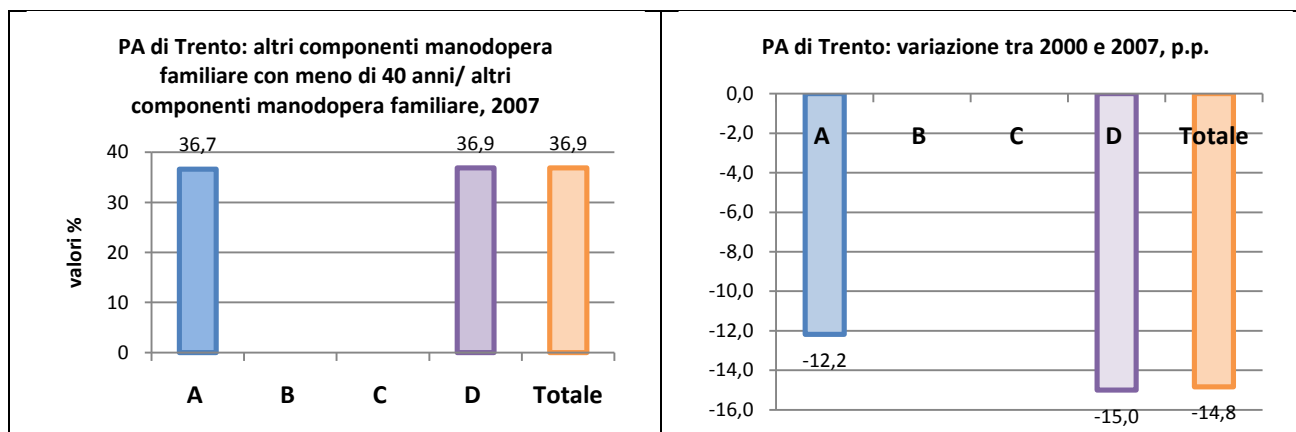 PA di Trento: altri componenti manodopera
familiare con meno di 40 anni/ altri
componenti manodopera familiare, 2007
36,7
36,9
36,9
40
30
20
10
0
valori %
A B C D Totale
PA di Trento: variazione tra 2000 e 2007, p.p.
0,0
-2,0
-4,0
-6,0
-8,0
-10,0
-12,0
-14,0
-16,0
A B C D Totale
-12,2
-15,0
-14,8